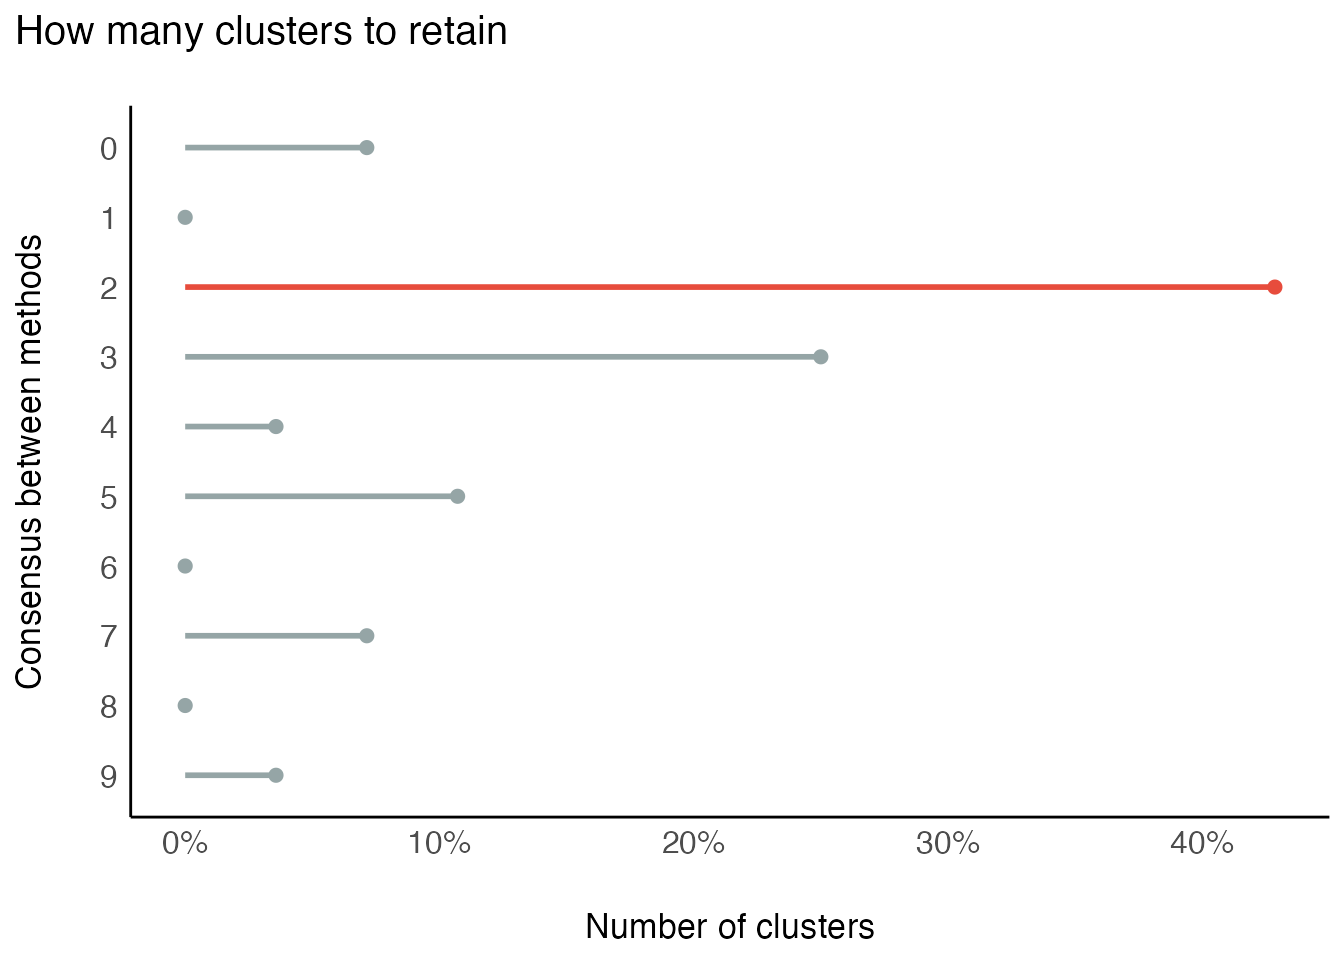 How many clusters to retain
Consensus between methods
0
1
2
3
4
5
6
7
8
9
0% 10% 20% 30% 40%
Number of clusters